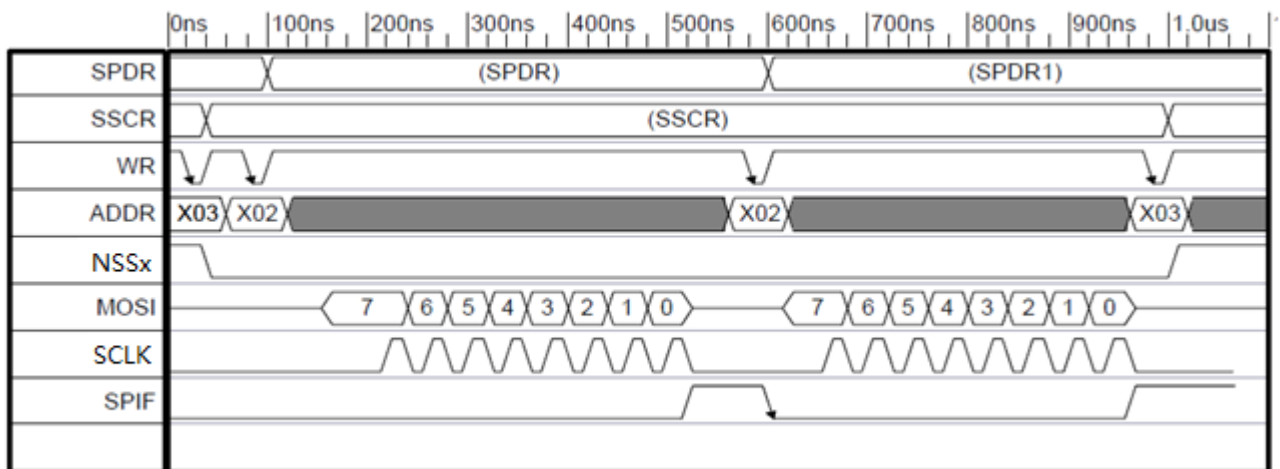 0ns 100ns 200ns 300ns 400ns 500ns 600ns 700ns 800ns 900ns 1.0us
SPDR (SPDR) (SPDR1)
SSCR (SSCR)
WR
ADDR X03 X02 X02 X03
NSSx
MOSI 7 6 5 4 3 2 1 0 7 6 5 4 3 2 1 0
SCLK
SPIF